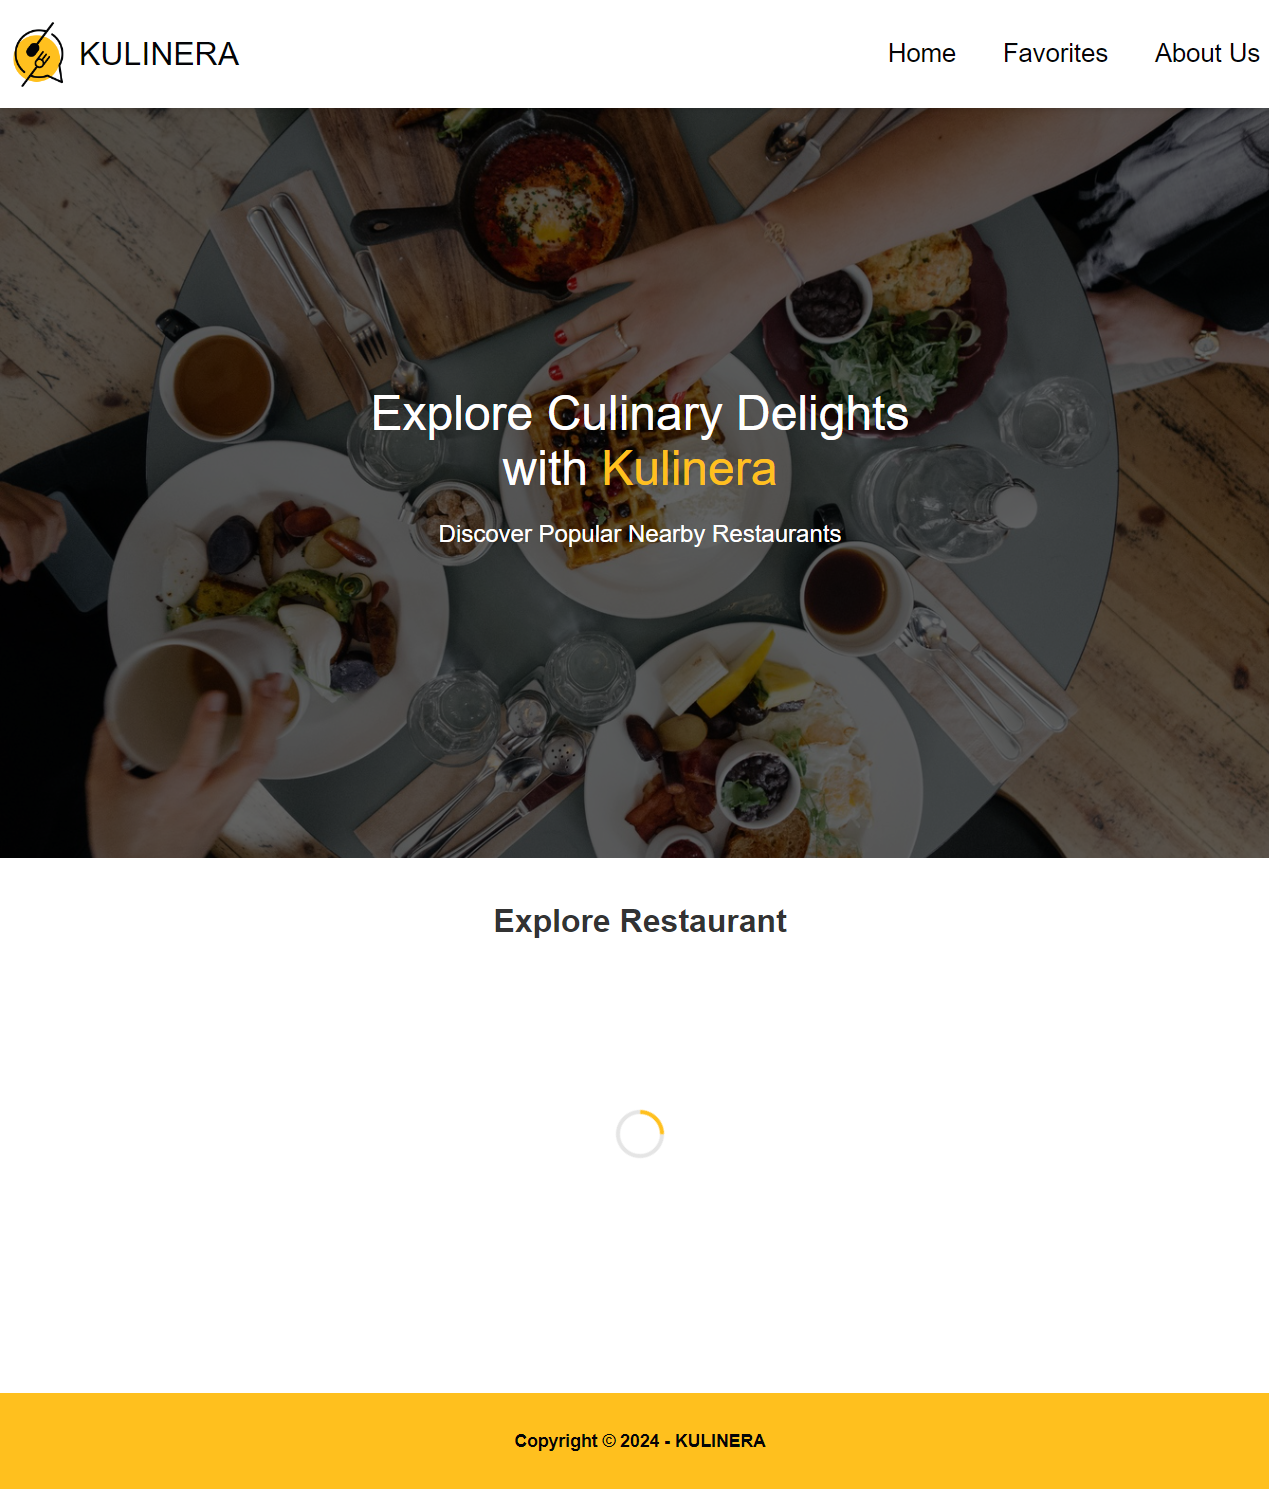 KULINERA
Home
Favorites
About Us
Explore Culinary Delights
with Kulinera
Discover Popular Nearby Restaurants
Explore Restaurant
Copyright © 2024 - KULINERA